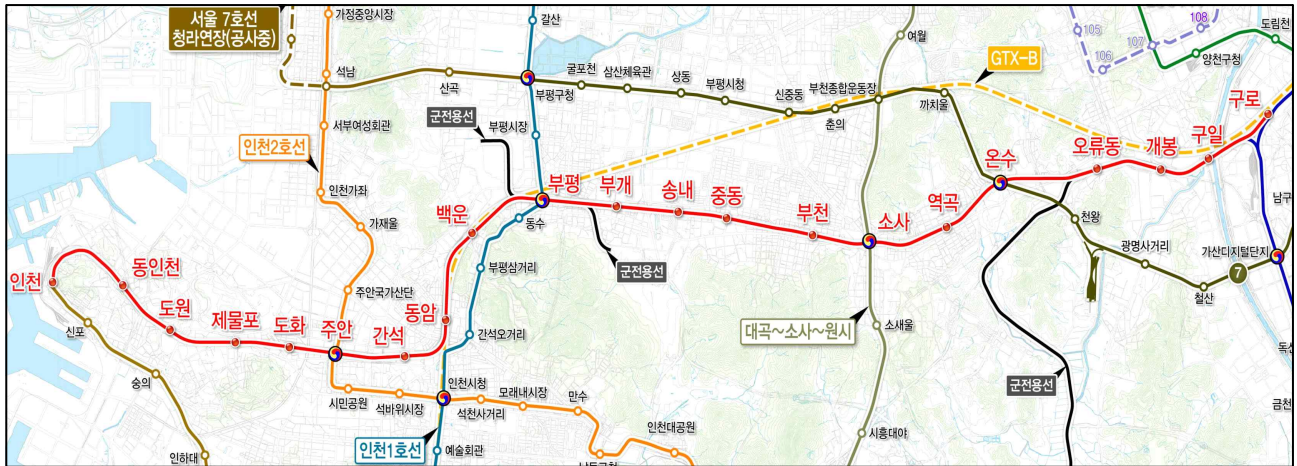 서울 7호선
청라연장(공사중)
가정중앙시장
갈산
여월
105
106
107
108
도림천
양천구청
석남
산곡
부평구청
굴포천
삼산체육관
상동
부평시청
신중동
부천종합운동장
춘의
까치울
GTX-B
구로
서부여성회관
인천2호선
군전용선
부평시장
인천가좌
가재울
백운
부평
부개
송내
중동
부천
소사
역곡
온수
오류동
개봉
구일
남구
동수
부평삼거리
군전용선
천왕
광명사거리
가산디지털단지
7
철산
독산
인천
동인천
도원
제물포
도화
주안
간석
동암
주안국가산단
간석오거리
신포
숭의
인하대
대곡~소사~원시
소새울
군전용선
시민공원
석바위시장
인천시청
석천사거리
모래내시장
만수
인천대공원
시흥대야
금천
인천1호선
예술회관